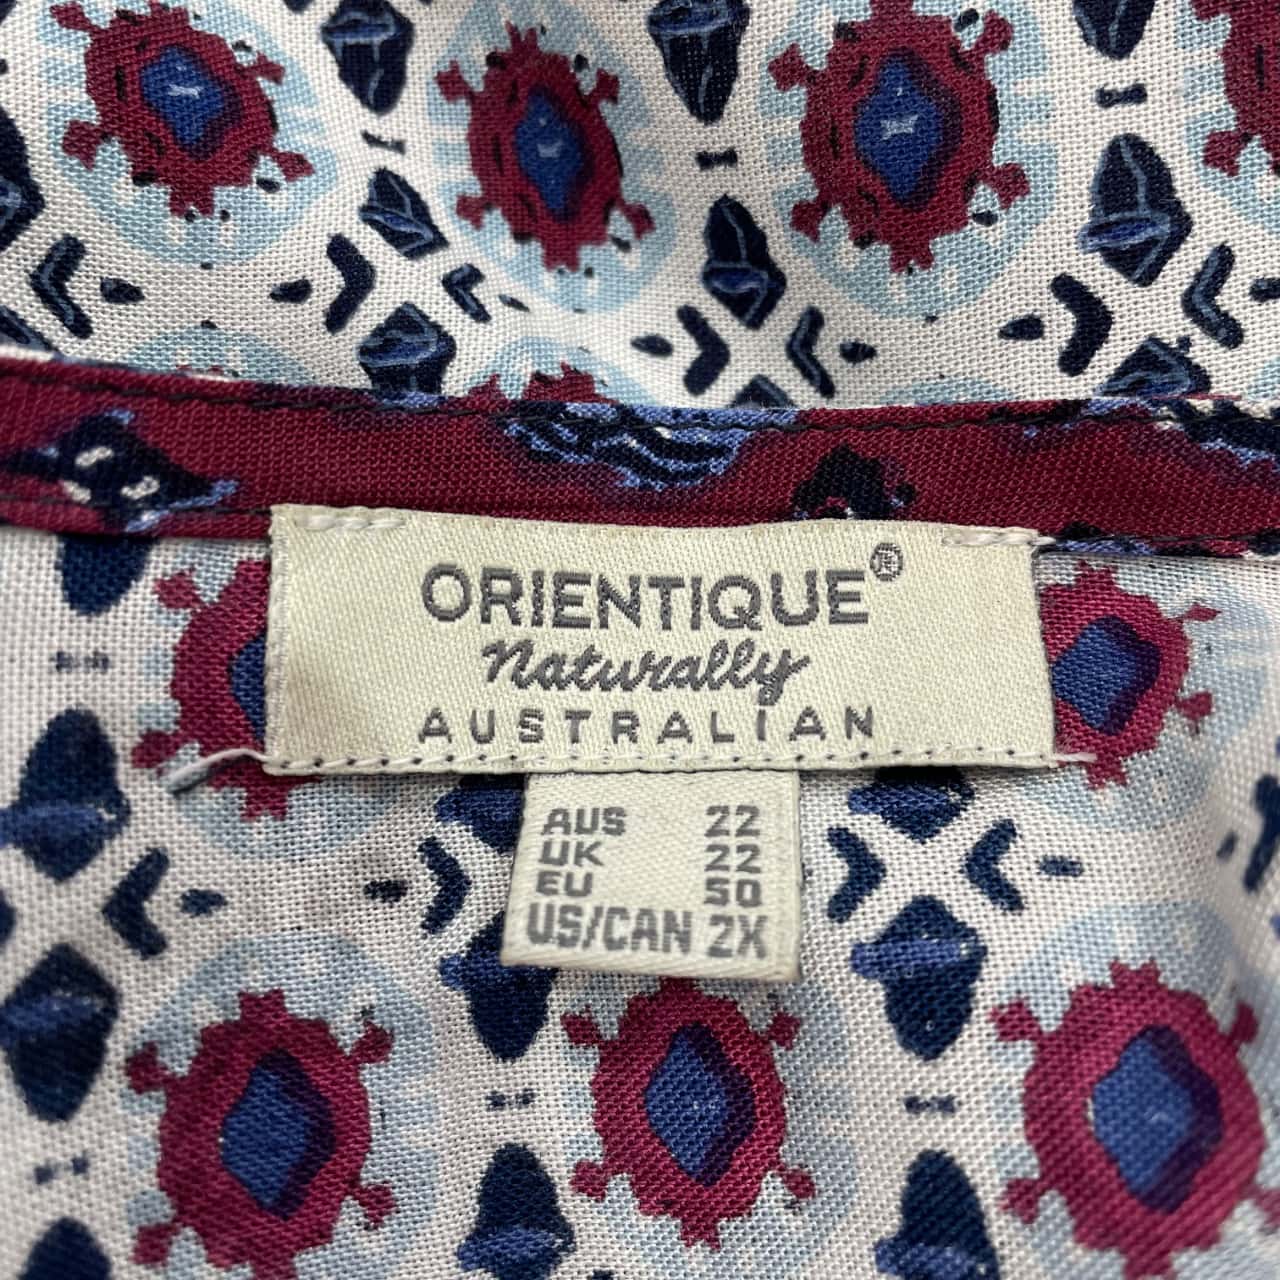 ORIENTIQUE®
Naturally
AUSTRALIAN
AUS 22
UK 22
EU 50
US/CAN 2X